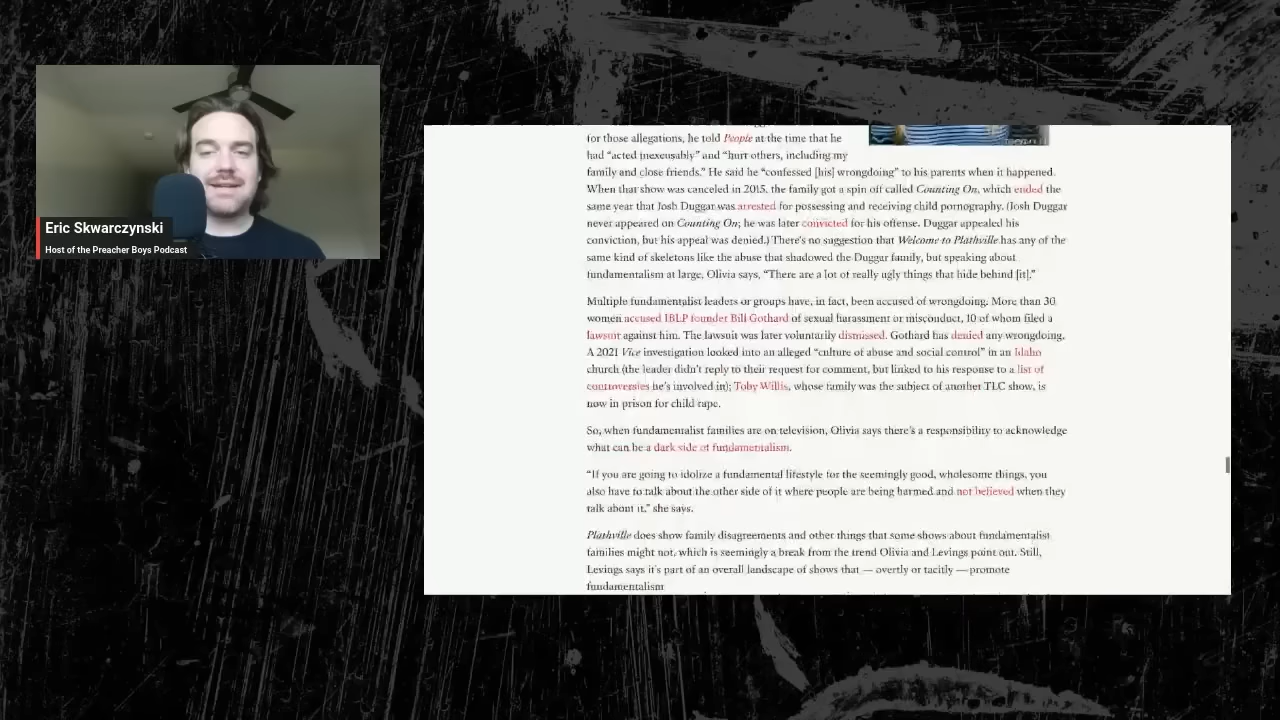 Eric Skwarczynski
Host of the Preacher Boys Podcast
for those allegations, he told People at the time that he
had “acted inexcusably” and “hurt others, including my
family and close friends.” He said he “confessed [his] wrongdoing” to his parents when it happened.
When that show was canceled in 2015, the family got a spin off called Counting On, which ended the
same year that Josh Duggar was arrested for possessing and receiving child pornography. (Josh Duggar
never appeared on Counting On; he was later convicted for his offense. Duggar appealed his
conviction, but his appeal was denied.) There’s no suggestion that Welcome to Plathville has any of the
same kind of skeletons like the abuse that shadowed the Duggar family, but speaking about
fundamentalism at large, Olivia says, “There are a lot of really ugly things that hide behind [it].”
Multiple fundamentalist leaders or groups have, in fact, been accused of wrongdoing. More than 30
women accused IBLP founder Bill Gothard of sexual harassment or misconduct, 10 of whom filed a
lawsuit against him. The lawsuit was later voluntarily dismissed. Gothard has denied any wrongdoing.
A 2021 Vice investigation looked into an alleged “culture of abuse and social control” in an Idaho
church (the leader didn’t reply to their request for comment, but linked to his response to a list of
controversies he’s involved in); Toby Willis, whose family was the subject of another TLC show, is
now in prison for child rape.
So, when fundamentalist families are on television, Olivia says there’s a responsibility to acknowledge
what can be a dark side of fundamentalism.
“If you are going to idolize a fundamental lifestyle for the seemingly good, wholesome things, you
also have to talk about the other side of it where people are being harmed and not believed when they
talk about it,” she says.
Plathville does show family disagreements and other things that some shows about fundamentalist
families might not, which is seemingly a break from the trend Olivia and Levings point out. Still,
Levings says it’s part of an overall landscape of shows that — overtly or tacitly — promote
fundamentalism